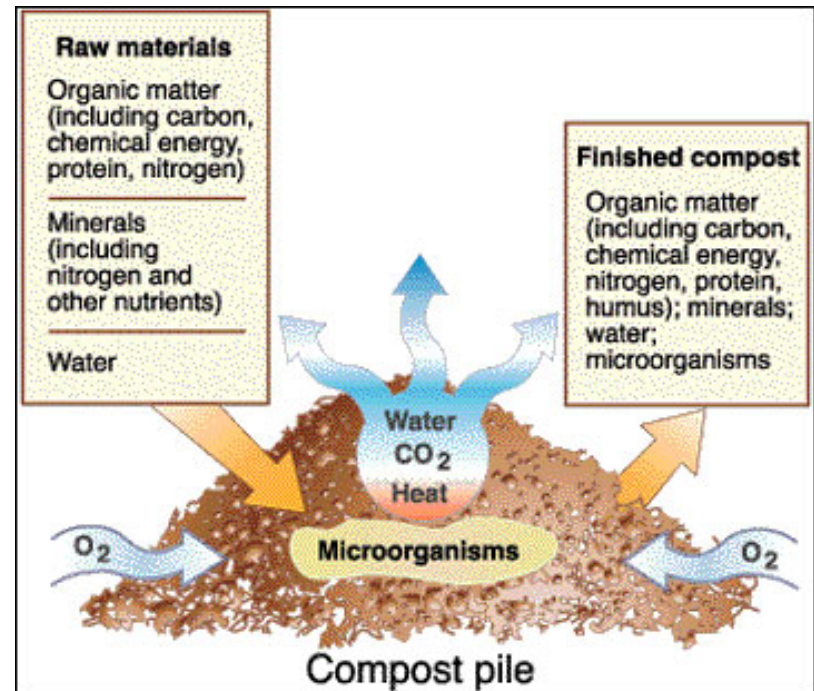 Raw materials
Organic matter
(including carbon,
chemical energy,
protein, nitrogen)
Minerals
(including
nitrogen and
other nutrients)
Water
Finished compost
Organic matter
(including carbon,
chemical energy,
nitrogen, protein,
humus); minerals;
water;
microorganisms
Water
CO2
Heat
O2
Microorganisms
O2
Compost pile